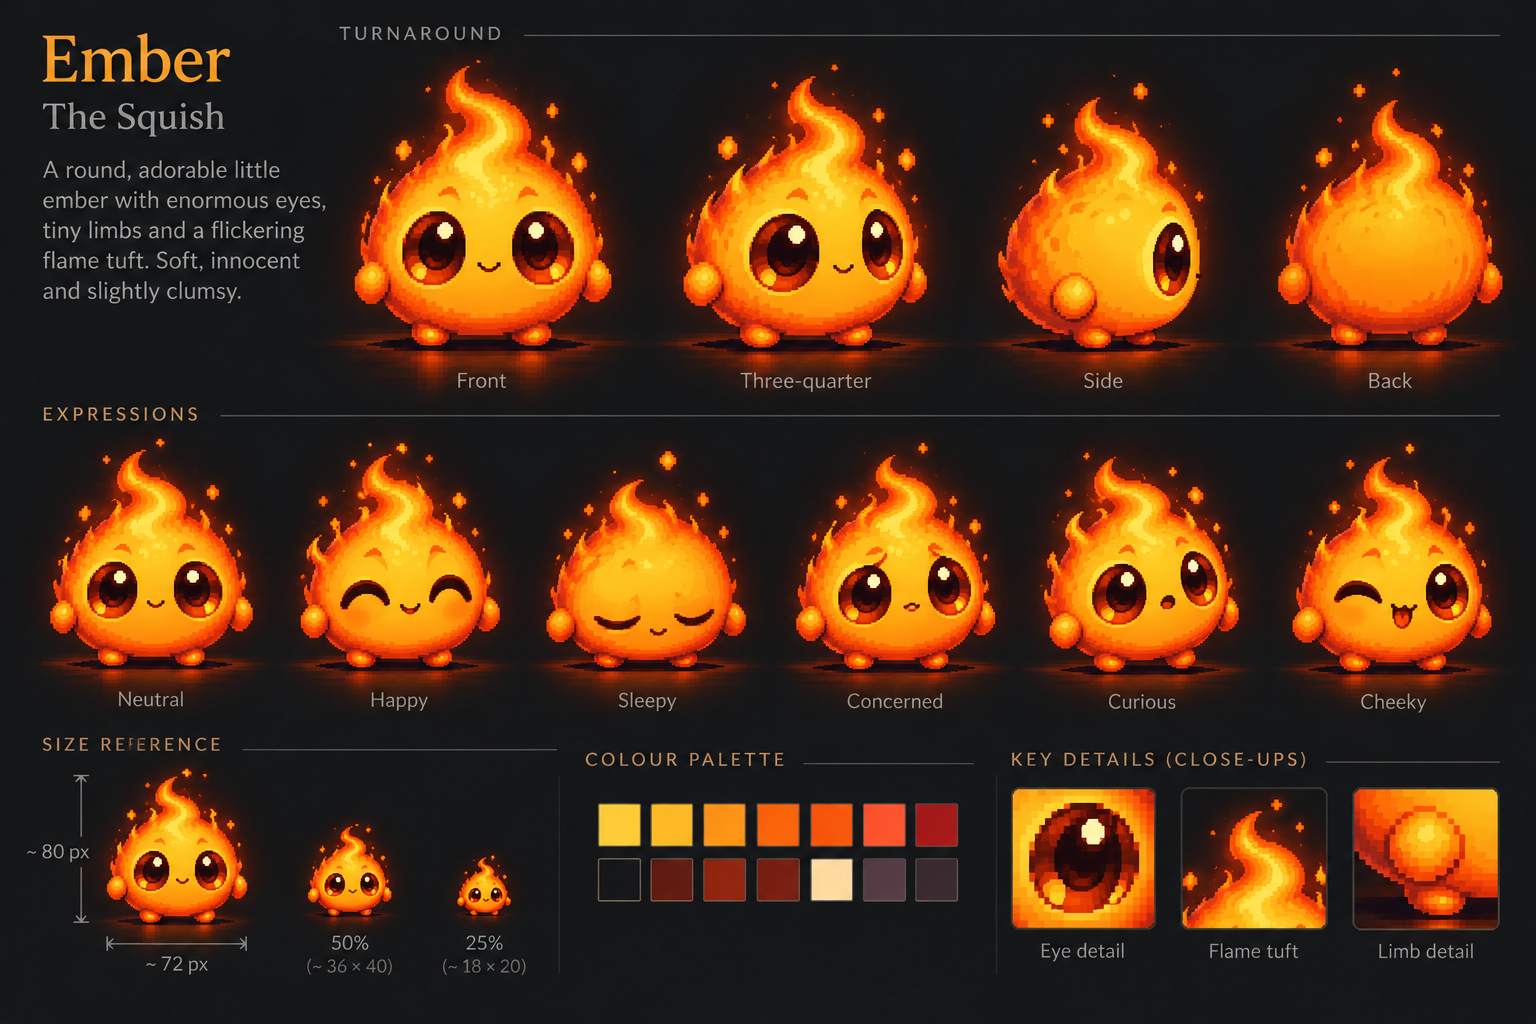 Ember
The Squish
A round, adorable little
ember with enormous eyes,
tiny limbs and a flickering
flame tuft. Soft, innocent
and slightly clumsy.
TURNAROUND
Front
Three-quarter
Side
Back
EXPRESSIONS
Neutral
Happy
Sleepy
Concerned
Curious
Cheeky
SIZE REFERENCE
~ 80 px
~ 72 px
50%
(~ 36 × 40)
25%
(~ 18 × 20)
COLOUR PALETTE
KEY DETAILS (CLOSE-UPS)
Eye detail
Flame tuft
Limb detail